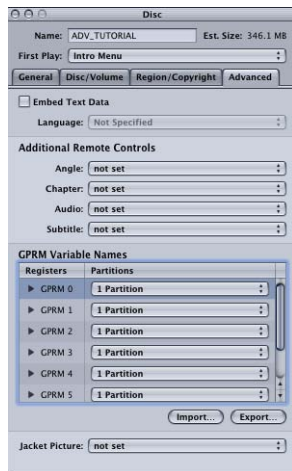 Disc
Name: ADV_TUTORIAL Est. Size: 346.1 MB
First Play: Intro Menu
General Disc/Volume Region/Copyright Advanced
Embed Text Data
Language: Not Specified
Additional Remote Controls
Angle: not set
Chapter: not set
Audio: not set
Subtitle: not set
GPRM Variable Names
Registers Partitions
GPRM 0 1 Partition
GPRM 1 1 Partition
GPRM 2 1 Partition
GPRM 3 1 Partition
GPRM 4 1 Partition
GPRM 5 1 Partition
Import... Export...
Jacket Picture: not set